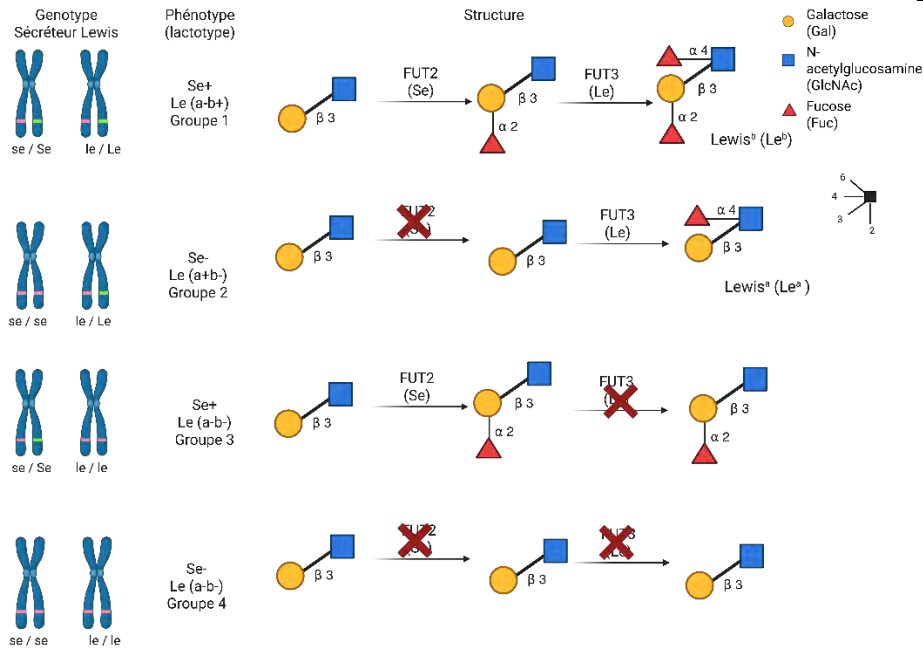 Genotype
Sécréteur Lewis
Phénotype
(lactotype)
Structure
Galactose
(Gal)
N-
acetylglucosamine
(GlcNAc)
Fucose
(Fuc)
se / Se
le / Le
Se+
Le (a-b+)
Groupe 1
β 3
FUT2
(Se)
β 3
α 2
FUT3
(Le)
α 4
β 3
α 2
Lewisᵇ (Leᵇ)
6
4
3
2
se / se
le / Le
Se-
Le (a+b-)
Groupe 2
β 3
FUT2
β 3
FUT3
(Le)
α 4
β 3
Lewisᵃ (Leᵃ )
se / Se
le / le
Se+
Le (a-b-)
Groupe 3
β 3
FUT2
(Se)
β 3
α 2
FUT3
β 3
α 2
se / se
le / le
Se-
Le (a-b-)
Groupe 4
β 3
FUT2
β 3
FUT3
β 3